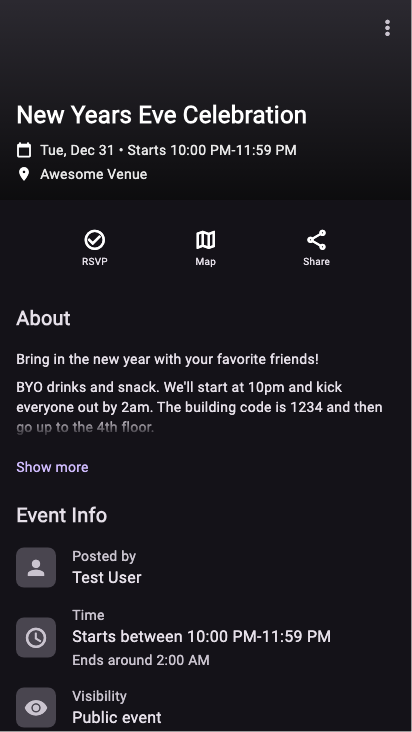 New Years Eve Celebration
Tue, Dec 31 • Starts 10:00 PM-11:59 PM
Awesome Venue
RSVP
Map
Share
About
Bring in the new year with your favorite friends!
BYO drinks and snack. We'll start at 10pm and kick
everyone out by 2am. The building code is 1234 and then
go up to the 4th floor.
Show more
Event Info
Posted by
Test User
Time
Starts between 10:00 PM-11:59 PM
Ends around 2:00 AM
Visibility
Public event